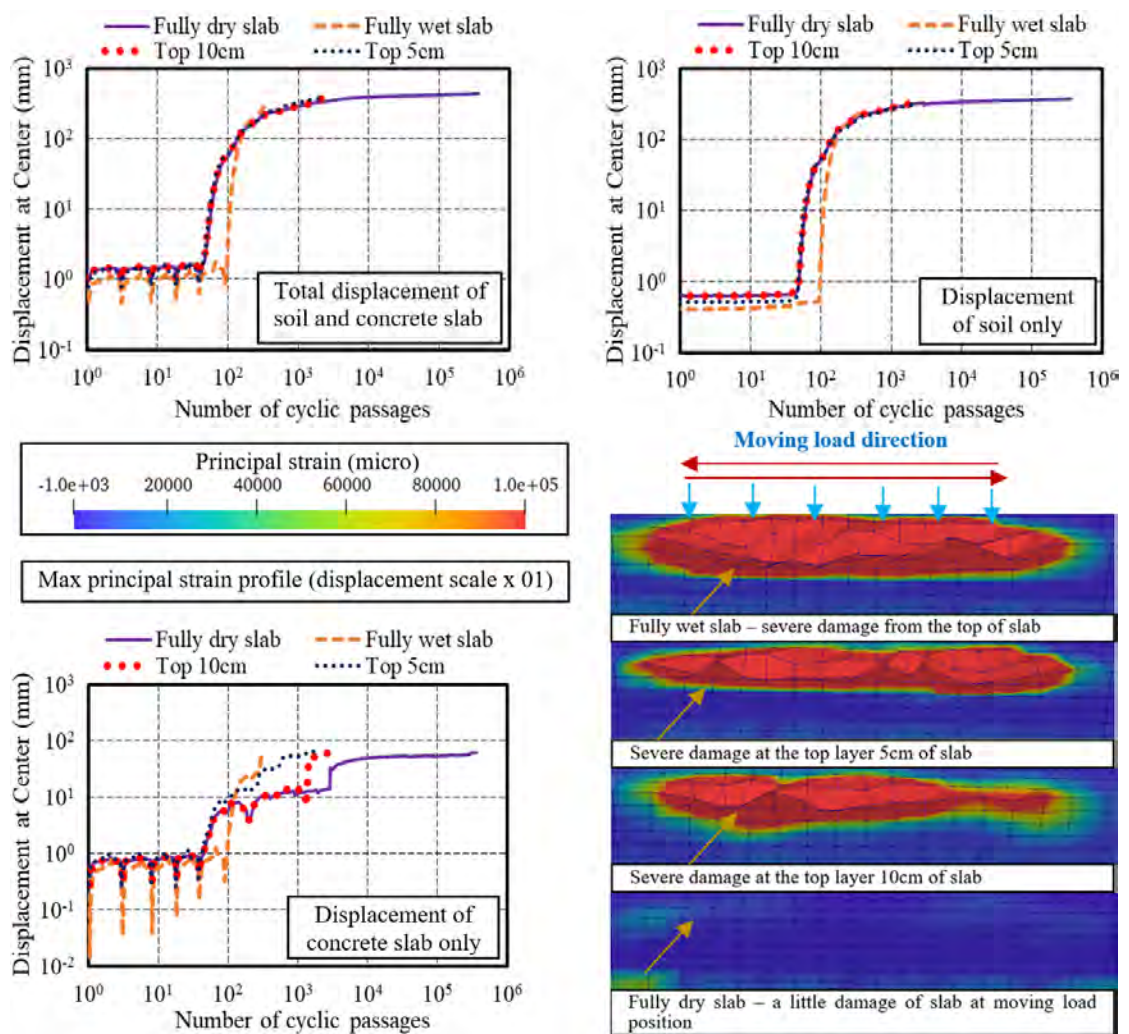 Fully dry slab Fully wet slab
Top 10cm Top 5cm
Displacement at Center (mm)
10³
10²
10¹
10⁰
10⁻¹
Total displacement of
soil and concrete slab
10⁰ 10¹ 10² 10³ 10⁴ 10⁵ 10⁶
Number of cyclic passages
Fully dry slab Fully wet slab
Top 10cm Top 5cm
Displacement at Center (mm)
10³
10²
10¹
10⁰
10⁻¹
Displacement
of soil only
10⁰ 10¹ 10² 10³ 10⁴ 10⁵ 10⁶
Number of cyclic passages
Principal strain (micro)
-1.0e+03 20000 40000 60000 80000 1.0e+05
Max principal strain profile (displacement scale x 01)
Fully dry slab Fully wet slab
Top 10cm Top 5cm
Displacement at Center (mm)
10³
10²
10¹
10⁰
10⁻¹
10⁻²
Displacement of
concrete slab only
10⁰ 10¹ 10² 10³ 10⁴ 10⁵ 10⁶
Number of cyclic passages
Moving load direction
Fully wet slab – severe damage from the top of slab
Severe damage at the top layer 5cm of slab
Severe damage at the top layer 10cm of slab
Fully dry slab – a little damage of slab at moving load
position